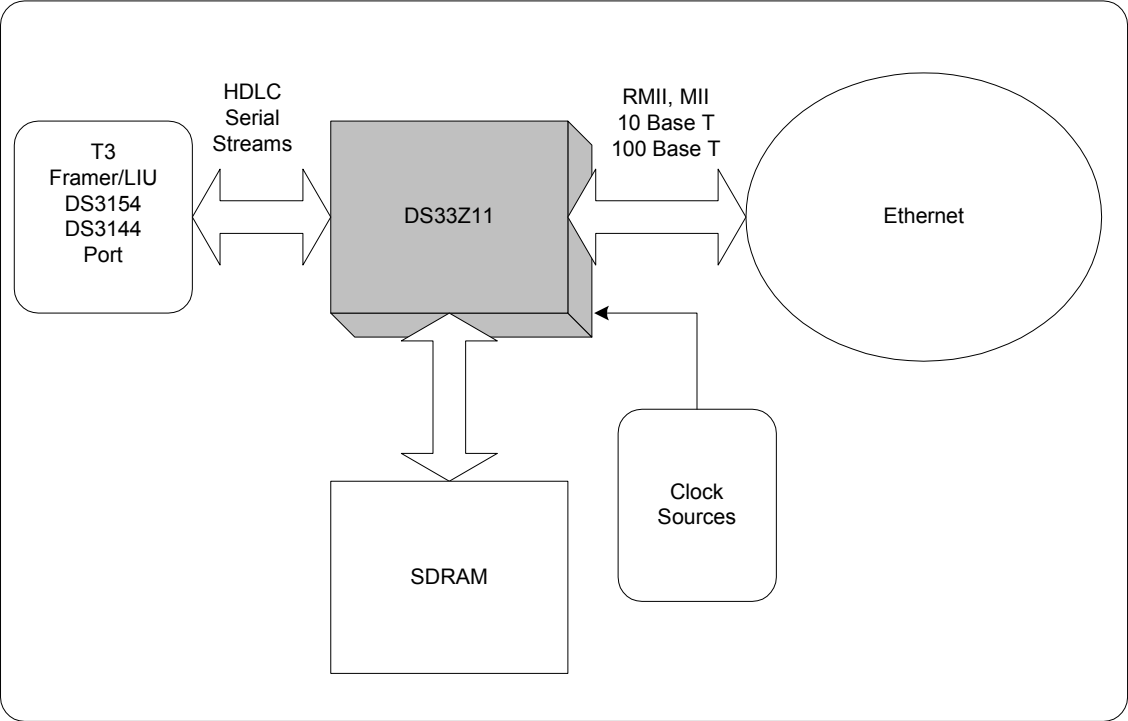 HDLC
Serial
Streams
RMII, MII
10 Base T
100 Base T
T3
Framer/LIU
DS3154
DS3144
Port
DS33Z11
Ethernet
Clock
Sources
SDRAM